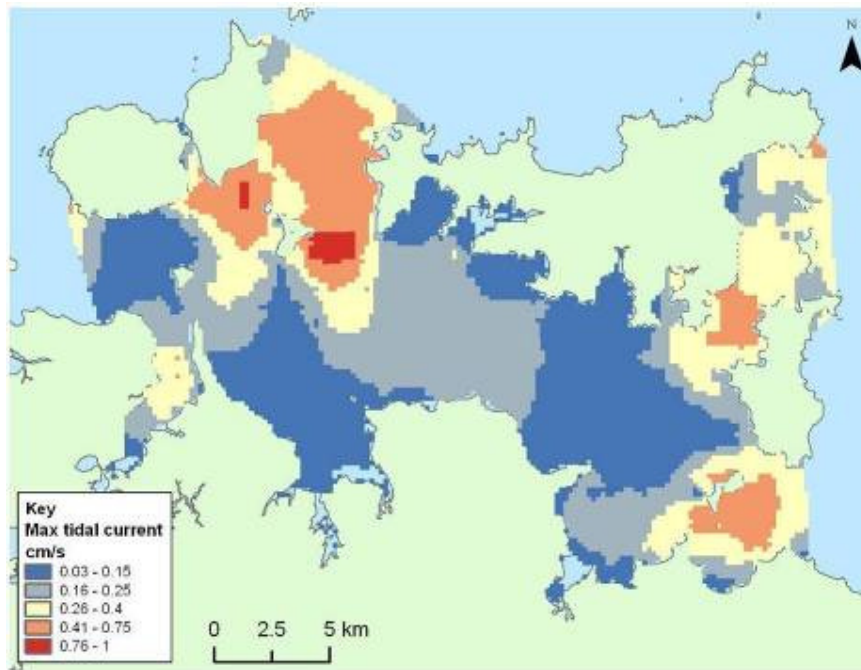 N
Key
Max tidal current
cm/s
0.03 - 0.15
0.16 - 0.25
0.26 - 0.4
0.41 - 0.75
0.76 - 1
0 2.5 5 km